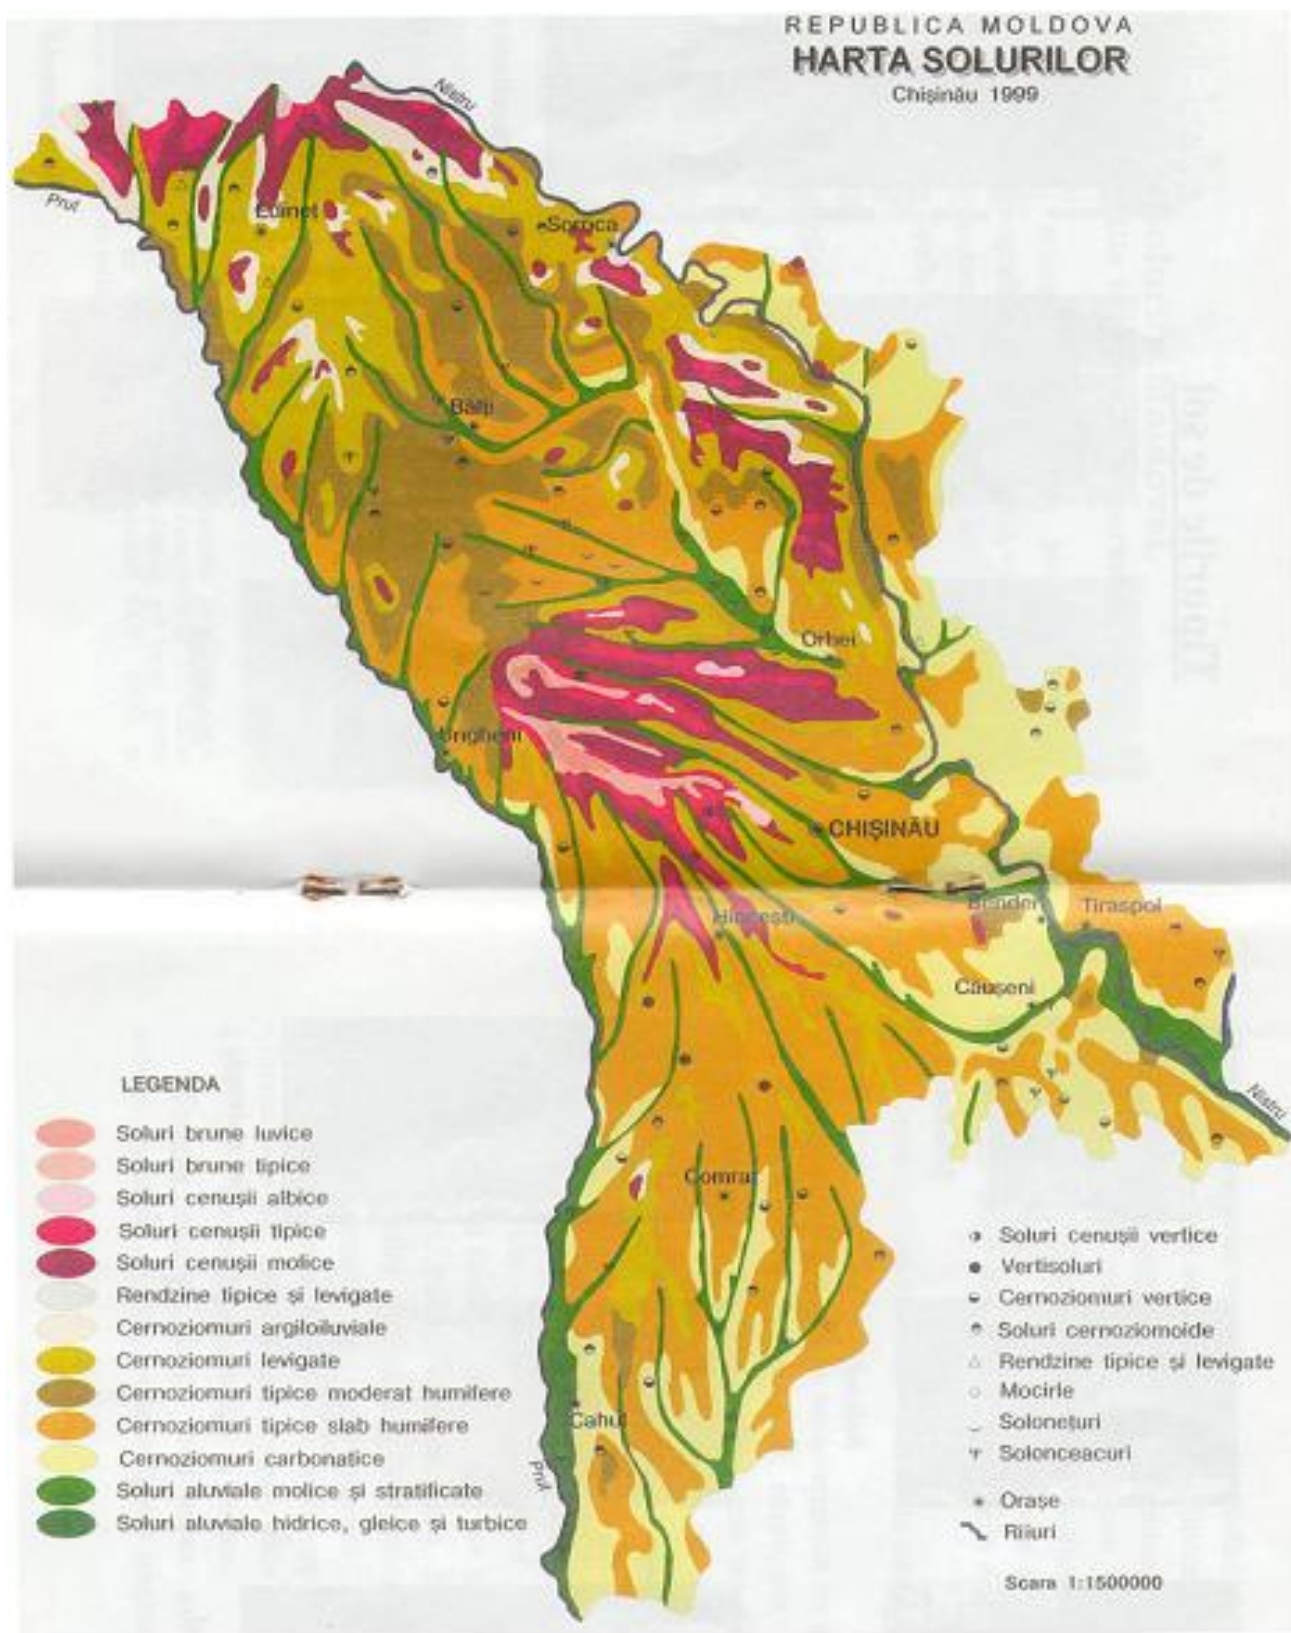 REPUBLICA MOLDOVA
HARTA SOLURILOR
Chișinău 1999
Nistru
Prut
Edineț
Soroca
Bălți
Orhei
Ungheni
CHIȘINĂU
Hîncești
Bender
Tiraspol
Căușeni
Nistru
Comrat
Cahul
Prut
LEGENDA
Soluri brune luvice
Soluri brune tipice
Soluri cenușii albice
Soluri cenușii tipice
Soluri cenușii molice
Rendzine tipice și levigate
Cernoziomuri argiloiluviale
Cernoziomuri levigate
Cernoziomuri tipice moderat humifere
Cernoziomuri tipice slab humifere
Cernoziomuri carbonatice
Soluri aluviale molice și stratificate
Soluri aluviale hidrice, gleice și turbice
Soluri cenușii vertice
Vertisoluri
Cernoziomuri vertice
Soluri cernoziomoide
Rendzine tipice și levigate
Mocirle
Solonețuri
Solonceacuri
Orașe
Rîiuri
Scara 1:1500000